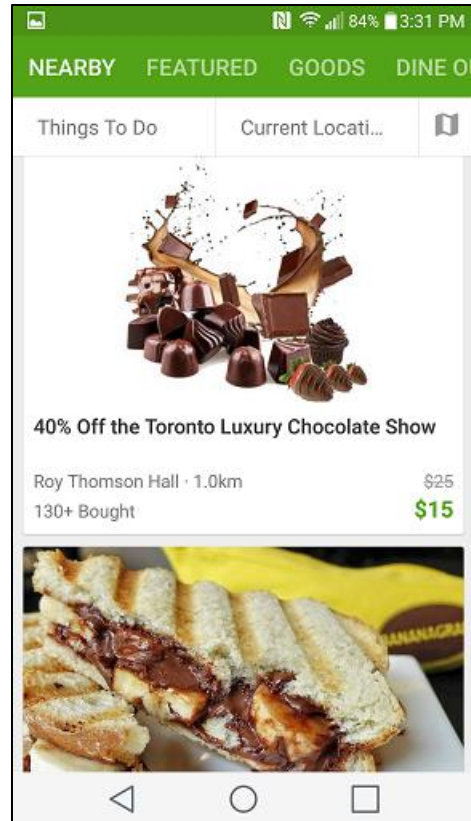 84% 3:31 PM
NEARBY FEATURED GOODS DINE OU
Things To Do Current Locati...
40% Off the Toronto Luxury Chocolate Show
Roy Thomson Hall · 1.0km $25
130+ Bought $15
BANANAGRA